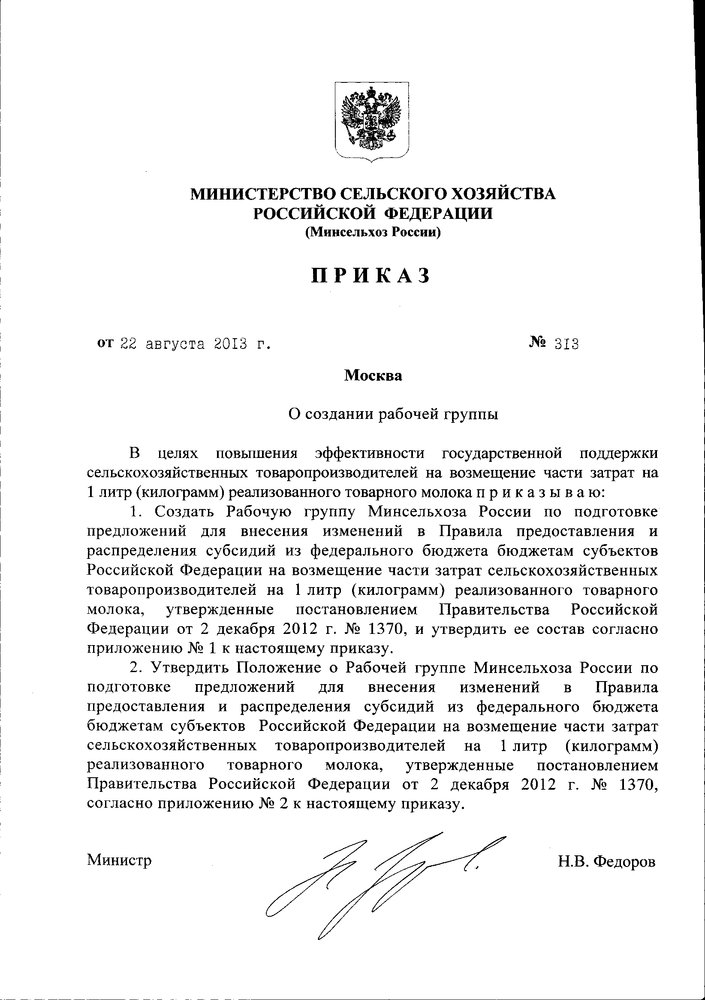 МИНИСТЕРСТВО СЕЛЬСКОГО ХОЗЯЙСТВА
РОССИЙСКОЙ ФЕДЕРАЦИИ
(Минсельхоз России)
П Р И К А З
от 22 августа 2013 г. № 313
Москва
О создании рабочей группы
В целях повышения эффективности государственной поддержки
сельскохозяйственных товаропроизводителей на возмещение части затрат на
1 литр (килограмм) реализованного товарного молока п р и к а з ы в а ю:
1. Создать Рабочую группу Минсельхоза России по подготовке
предложений для внесения изменений в Правила предоставления и
распределения субсидий из федерального бюджета бюджетам субъектов
Российской Федерации на возмещение части затрат сельскохозяйственных
товаропроизводителей на 1 литр (килограмм) реализованного товарного
молока, утвержденные постановлением Правительства Российской
Федерации от 2 декабря 2012 г. № 1370, и утвердить ее состав согласно
приложению № 1 к настоящему приказу.
2. Утвердить Положение о Рабочей группе Минсельхоза России по
подготовке предложений для внесения изменений в Правила
предоставления и распределения субсидий из федерального бюджета
бюджетам субъектов Российской Федерации на возмещение части затрат
сельскохозяйственных товаропроизводителей на 1 литр (килограмм)
реализованного товарного молока, утвержденные постановлением
Правительства Российской Федерации от 2 декабря 2012 г. № 1370,
согласно приложению № 2 к настоящему приказу.
Министр Н.В. Федоров